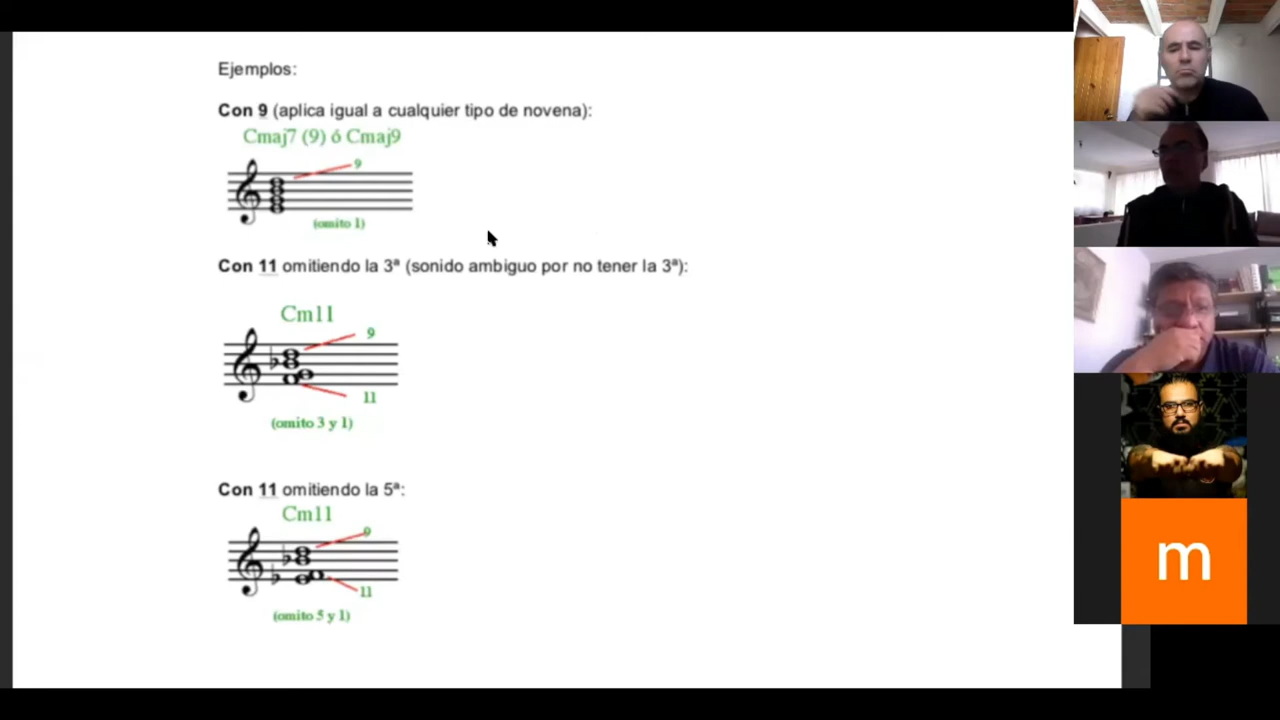 Ejemplos:
Con 9 (aplica igual a cualquier tipo de novena):
Cmaj7 (9) ó Cmaj9
9
(omito 1)
Con 11 omitiendo la 3ª (sonido ambiguo por no tener la 3ª):
Cm11
9
11
(omito 3 y 1)
Con 11 omitiendo la 5ª:
Cm11
9
11
(omito 5 y 1)
m